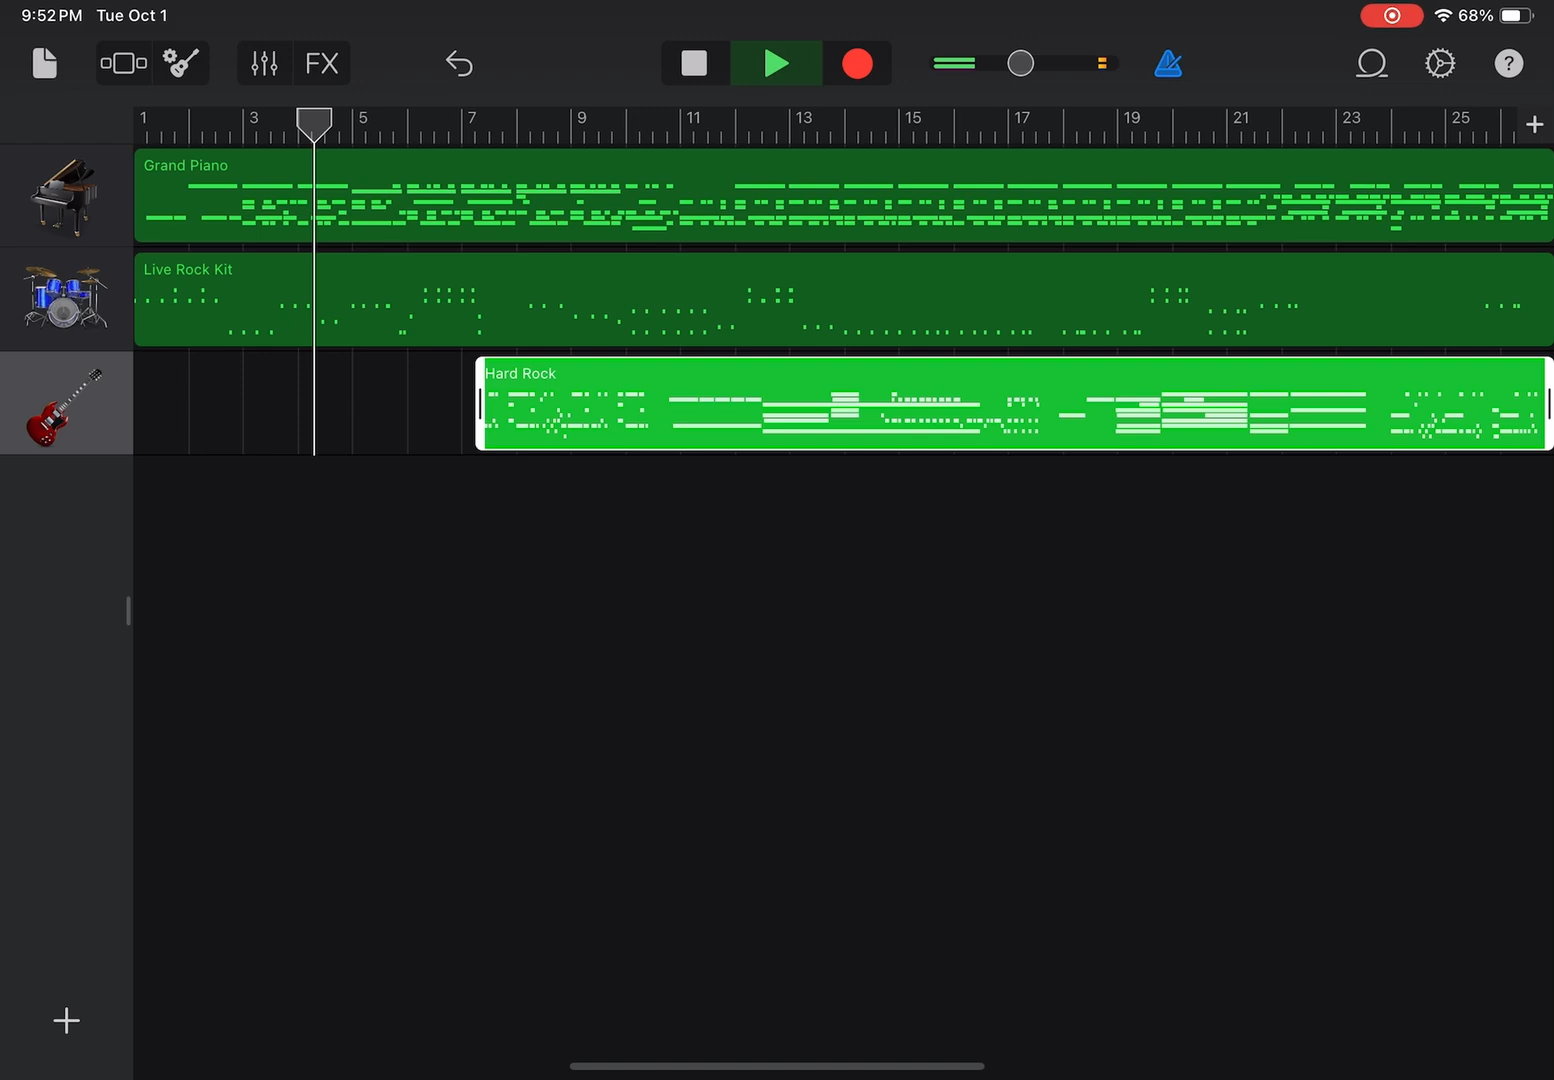 9:52 PM Tue Oct 1
68%
FX
?
1 3 5 7 9 11 13 15 17 19 21 23 25
Grand Piano
Live Rock Kit
Hard Rock